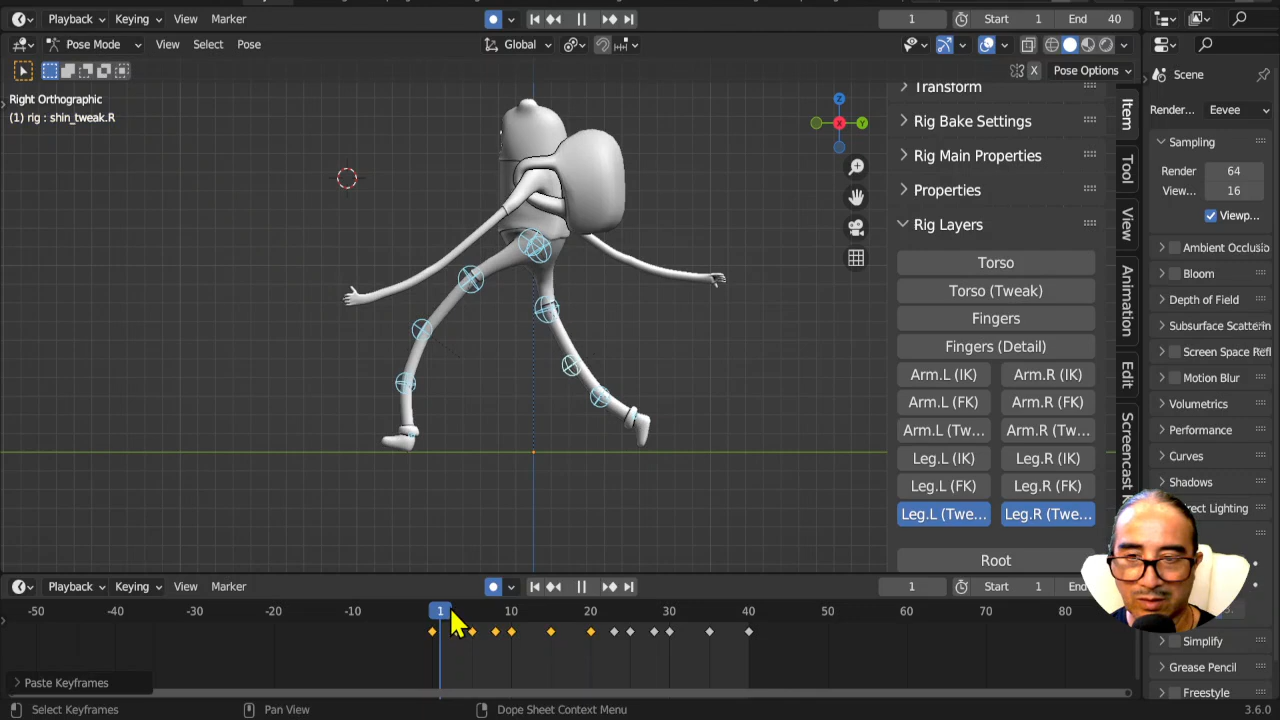 Playback Keying View Marker 1 Start 1 End 40
Pose Mode View Select Pose Global
X Pose Options
Right Orthographic
(1) rig : shin_tweak.R
Z
X
Y
Transform
Rig Bake Settings
Rig Main Properties
Properties
Rig Layers
Torso
Torso (Tweak)
Fingers
Fingers (Detail)
Arm.L (IK) Arm.R (IK)
Arm.L (FK) Arm.R (FK)
Arm.L (Tw... Arm.R (Tw...
Leg.L (IK) Leg.R (IK)
Leg.L (FK) Leg.R (FK)
Leg.L (Twe... Leg.R (Twe...
Root
Item
Tool
View
Animation
Edit
Screencast
Scene
Render... Eevee
Sampling
Render 64
View... 16
Viewp...
Ambient Occlusio
Bloom
Depth of Field
Subsurface Scatterin
Screen Space Refl
Motion Blur
Volumetrics
Performance
Curves
Shadows
rect Lighting
Simplify
Grease Pencil
Freestyle
Playback Keying View Marker 1 Start 1 End
-50 -40 -30 -20 -10 1 10 20 30 40 50 60 70 80
Paste Keyframes
Select Keyframes Pan View Dope Sheet Context Menu 3.6.0